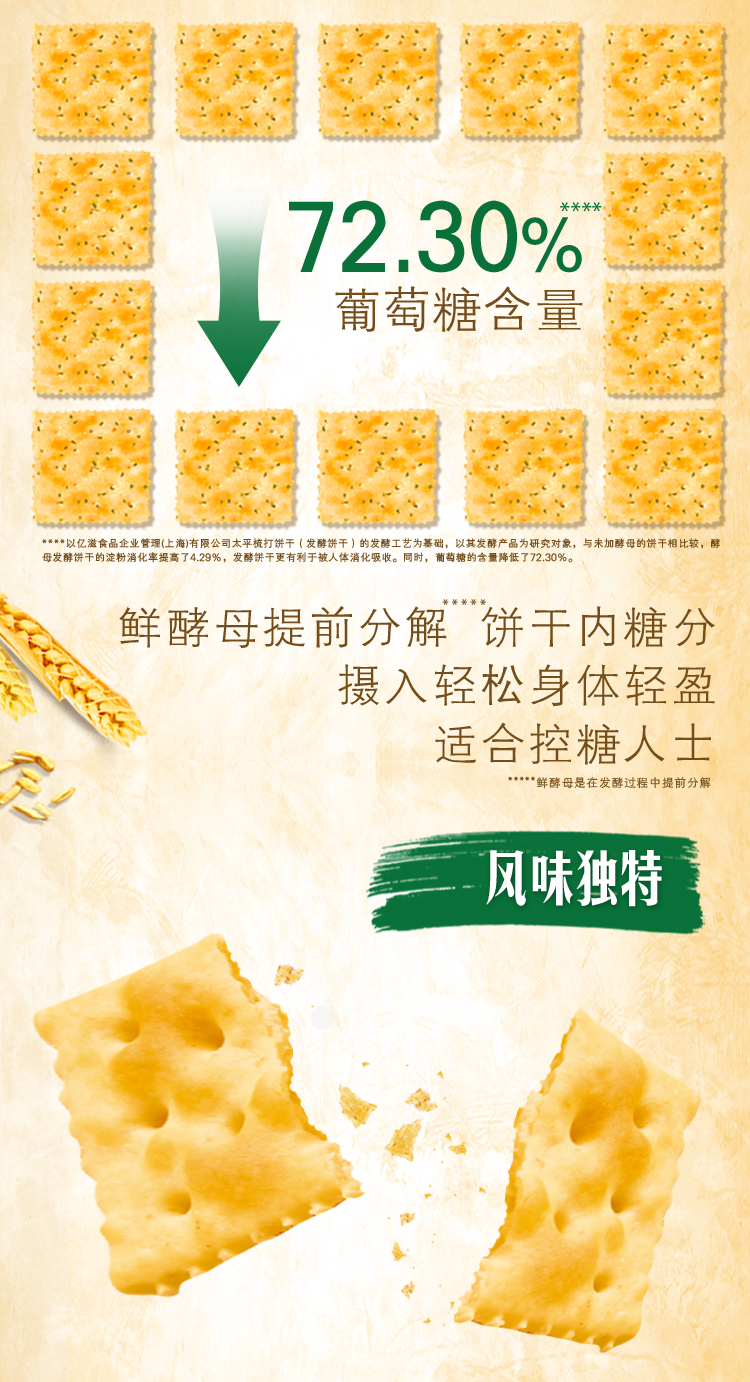 72.30%****
葡萄糖含量
****以亿滋食品企业管理(上海)有限公司太平梳打饼干（发酵饼干）的发酵工艺为基础，以其发酵产品为研究对象，与未加酵母的饼干相比较，酵
母发酵饼干的淀粉消化率提高了4.29%，发酵饼干更有利于被人体消化吸收。同时，葡萄糖的含量降低了72.30%。
鲜酵母提前分解*****饼干内糖分
摄入轻松身体轻盈
适合控糖人士
*****鲜酵母是在发酵过程中提前分解
风味独特